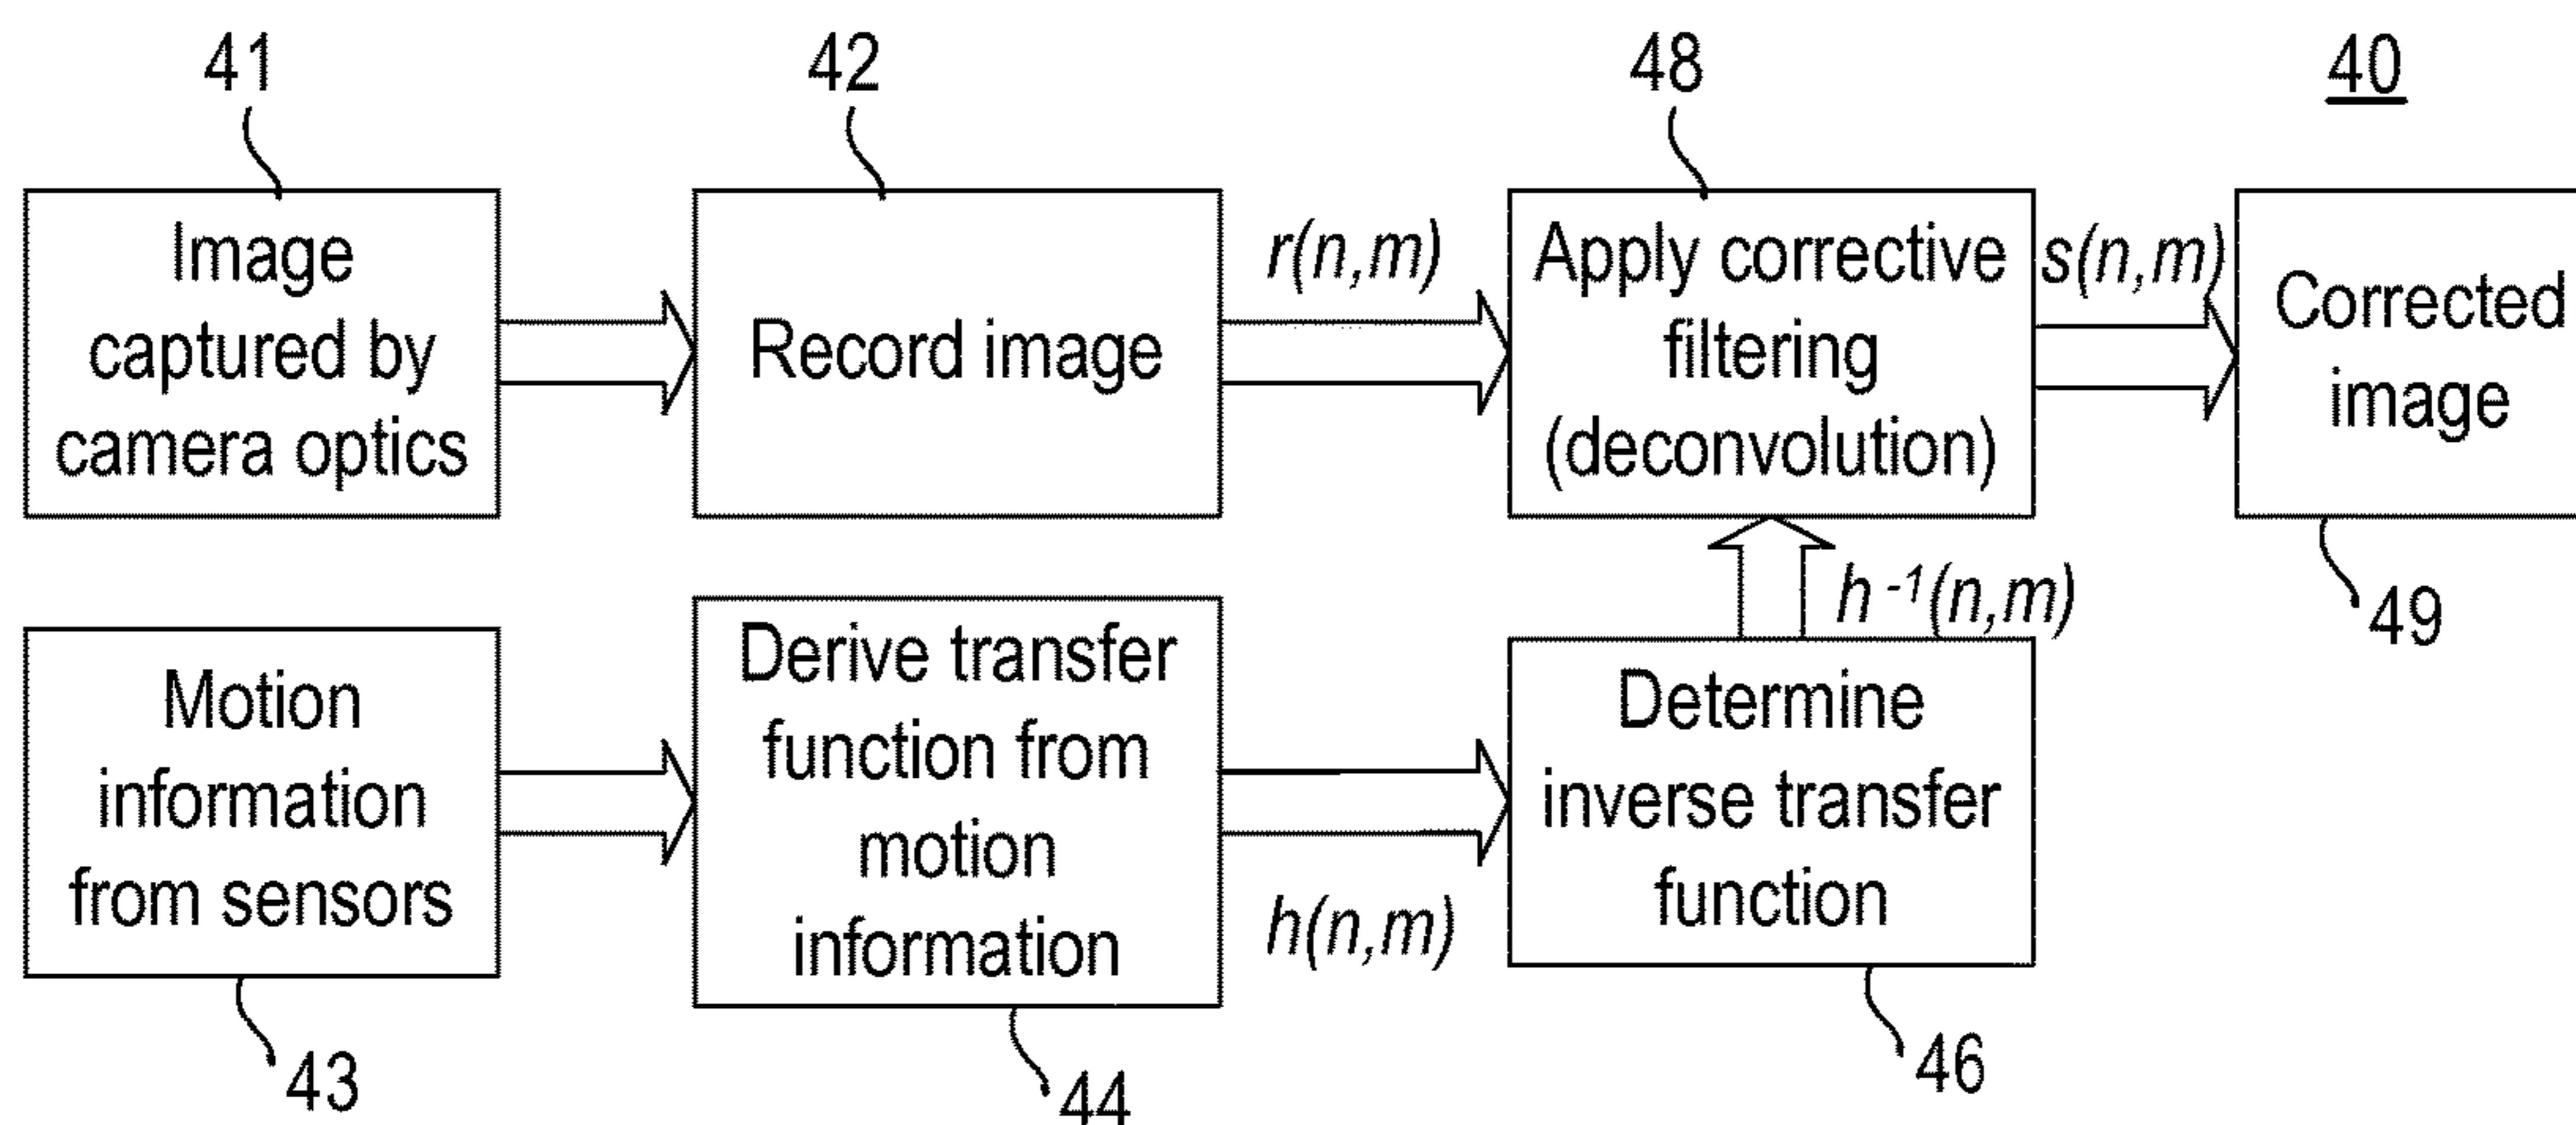 41
42
48
40
Image
captured by
camera optics
Record image
r(n,m)
Apply corrective
filtering
(deconvolution)
s(n,m)
Corrected
image
49
Motion
information
from sensors
43
Derive transfer
function from
motion
information
44
h(n,m)
Determine
inverse transfer
function
46
h -1(n,m)